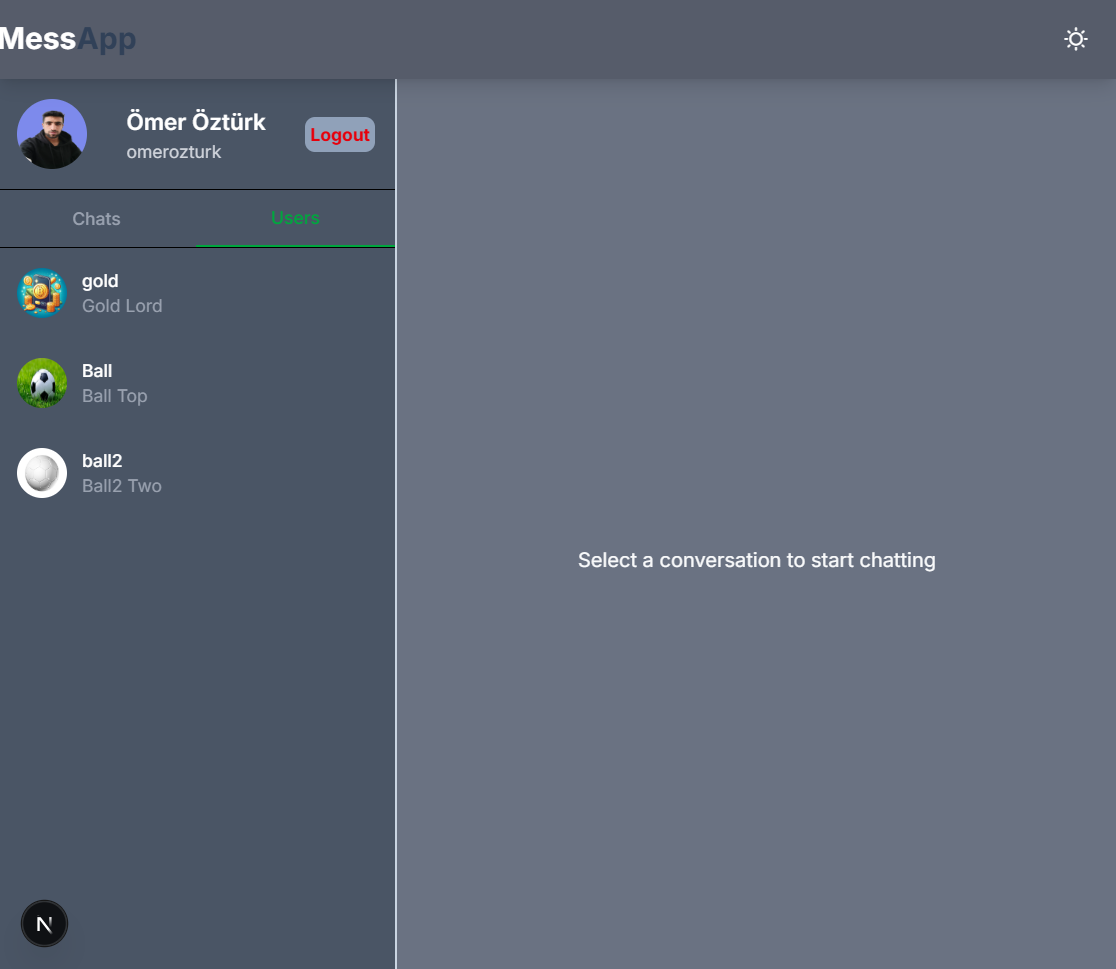 MessApp
Ömer Öztürk
omerozturk
Logout
Chats
Users
gold
Gold Lord
Ball
Ball Top
ball2
Ball2 Two
Select a conversation to start chatting
N